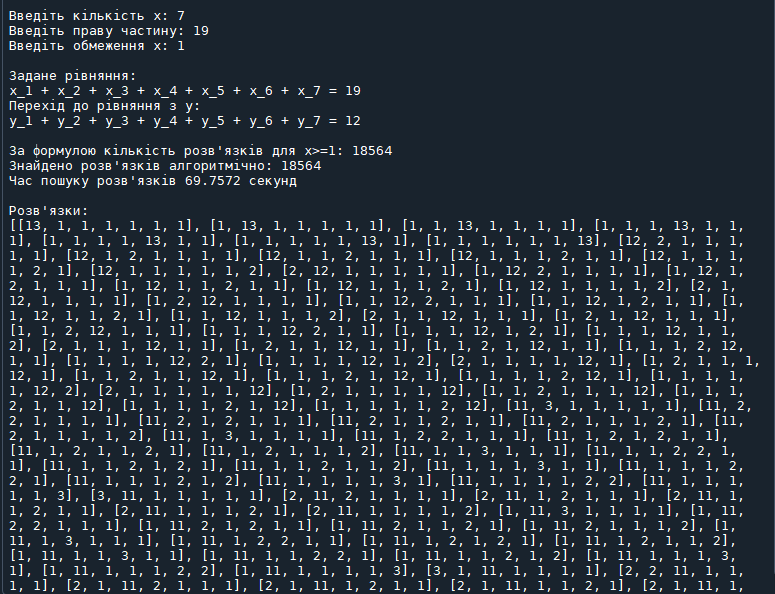 Введіть кількість x: 7
Введіть праву частину: 19
Введіть обмеження x: 1
Задане рівняння:
x_1 + x_2 + x_3 + x_4 + x_5 + x_6 + x_7 = 19
Перехід до рівняння з y:
y_1 + y_2 + y_3 + y_4 + y_5 + y_6 + y_7 = 12
За формулою кількість розв'язків для x>=1: 18564
Знайдено розв'язків алгоритмічно: 18564
Час пошуку розв'язків 69.7572 секунд
Розв'язки:
[[13, 1, 1, 1, 1, 1, 1], [1, 13, 1, 1, 1, 1, 1], [1, 1, 13, 1, 1, 1, 1], [1, 1, 1, 13, 1, 1,
1], [1, 1, 1, 1, 13, 1, 1], [1, 1, 1, 1, 1, 13, 1], [1, 1, 1, 1, 1, 1, 13], [12, 2, 1, 1, 1,
1, 1], [12, 1, 2, 1, 1, 1, 1], [12, 1, 1, 2, 1, 1, 1], [12, 1, 1, 1, 2, 1, 1], [12, 1, 1, 1,
1, 2, 1], [12, 1, 1, 1, 1, 1, 2], [2, 12, 1, 1, 1, 1, 1], [1, 12, 2, 1, 1, 1, 1], [1, 12, 1,
2, 1, 1, 1], [1, 12, 1, 1, 2, 1, 1], [1, 12, 1, 1, 1, 2, 1], [1, 12, 1, 1, 1, 1, 2], [2, 1,
12, 1, 1, 1, 1], [1, 2, 12, 1, 1, 1, 1], [1, 1, 12, 2, 1, 1, 1], [1, 1, 12, 1, 2, 1, 1], [1,
1, 12, 1, 1, 2, 1], [1, 1, 12, 1, 1, 1, 2], [2, 1, 1, 12, 1, 1, 1], [1, 2, 1, 12, 1, 1, 1],
[1, 1, 2, 12, 1, 1, 1], [1, 1, 1, 12, 2, 1, 1], [1, 1, 1, 12, 1, 2, 1], [1, 1, 1, 12, 1, 1,
2], [2, 1, 1, 1, 12, 1, 1], [1, 2, 1, 1, 12, 1, 1], [1, 1, 2, 1, 12, 1, 1], [1, 1, 1, 2, 12,
1, 1], [1, 1, 1, 1, 12, 2, 1], [1, 1, 1, 1, 12, 1, 2], [2, 1, 1, 1, 1, 12, 1], [1, 2, 1, 1, 1,
12, 1], [1, 1, 2, 1, 1, 12, 1], [1, 1, 1, 2, 1, 12, 1], [1, 1, 1, 1, 2, 12, 1], [1, 1, 1, 1,
1, 12, 2], [2, 1, 1, 1, 1, 1, 12], [1, 2, 1, 1, 1, 1, 12], [1, 1, 2, 1, 1, 1, 12], [1, 1, 1,
2, 1, 1, 12], [1, 1, 1, 1, 2, 1, 12], [1, 1, 1, 1, 1, 2, 12], [11, 3, 1, 1, 1, 1, 1], [11, 2,
2, 1, 1, 1, 1], [11, 2, 1, 2, 1, 1, 1], [11, 2, 1, 1, 2, 1, 1], [11, 2, 1, 1, 1, 2, 1], [11,
2, 1, 1, 1, 1, 2], [11, 1, 3, 1, 1, 1, 1], [11, 1, 2, 2, 1, 1, 1], [11, 1, 2, 1, 2, 1, 1],
[11, 1, 2, 1, 1, 2, 1], [11, 1, 2, 1, 1, 1, 2], [11, 1, 1, 3, 1, 1, 1], [11, 1, 1, 2, 2, 1,
1], [11, 1, 1, 2, 1, 2, 1], [11, 1, 1, 2, 1, 1, 2], [11, 1, 1, 1, 3, 1, 1], [11, 1, 1, 1, 2,
2, 1], [11, 1, 1, 1, 2, 1, 2], [11, 1, 1, 1, 1, 3, 1], [11, 1, 1, 1, 1, 2, 2], [11, 1, 1, 1,
1, 1, 3], [3, 11, 1, 1, 1, 1, 1], [2, 11, 2, 1, 1, 1, 1], [2, 11, 1, 2, 1, 1, 1], [2, 11, 1,
1, 2, 1, 1], [2, 11, 1, 1, 1, 2, 1], [2, 11, 1, 1, 1, 1, 2], [1, 11, 3, 1, 1, 1, 1], [1, 11,
2, 2, 1, 1, 1], [1, 11, 2, 1, 2, 1, 1], [1, 11, 2, 1, 1, 2, 1], [1, 11, 2, 1, 1, 1, 2], [1,
11, 1, 3, 1, 1, 1], [1, 11, 1, 2, 2, 1, 1], [1, 11, 1, 2, 1, 2, 1], [1, 11, 1, 2, 1, 1, 2],
[1, 11, 1, 1, 3, 1, 1], [1, 11, 1, 1, 2, 2, 1], [1, 11, 1, 1, 2, 1, 2], [1, 11, 1, 1, 1, 3,
1], [1, 11, 1, 1, 1, 2, 2], [1, 11, 1, 1, 1, 1, 3], [3, 1, 11, 1, 1, 1, 1], [2, 2, 11, 1, 1,
1, 1], [2, 1, 11, 2, 1, 1, 1], [2, 1, 11, 1, 2, 1, 1], [2, 1, 11, 1, 1, 2, 1], [2, 1, 11, 1,